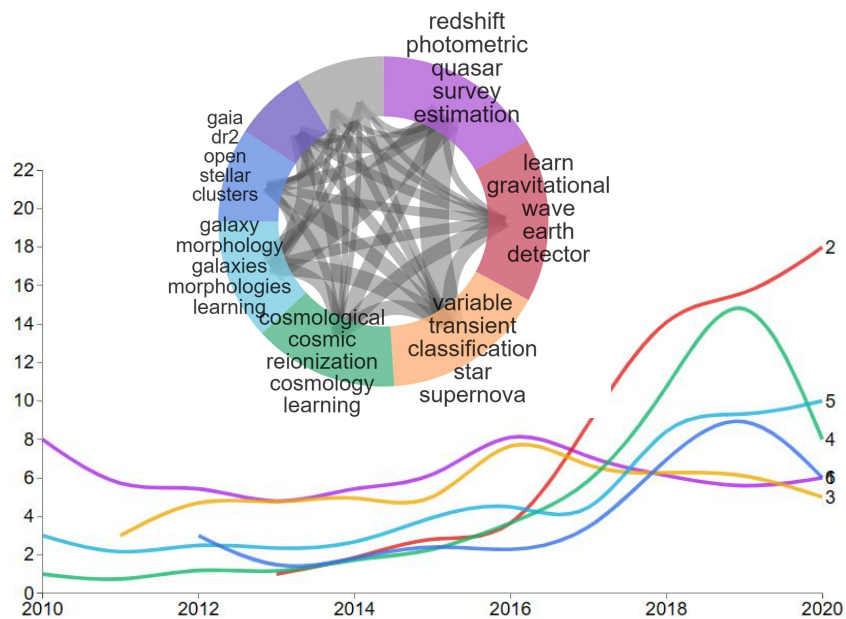 redshift
photometric
quasar
survey
estimation
learn
gravitational
wave
earth
detector
variable
transient
classification
star
supernova
cosmological
cosmic
reionization
cosmology
learning
galaxy
morphology
galaxies
morphologies
learning
gaia
dr2
open
stellar
clusters
22
20
18
16
14
12
10
8
6
4
2
0
2010
2012
2014
2016
2018
2020
2
5
4
6
3